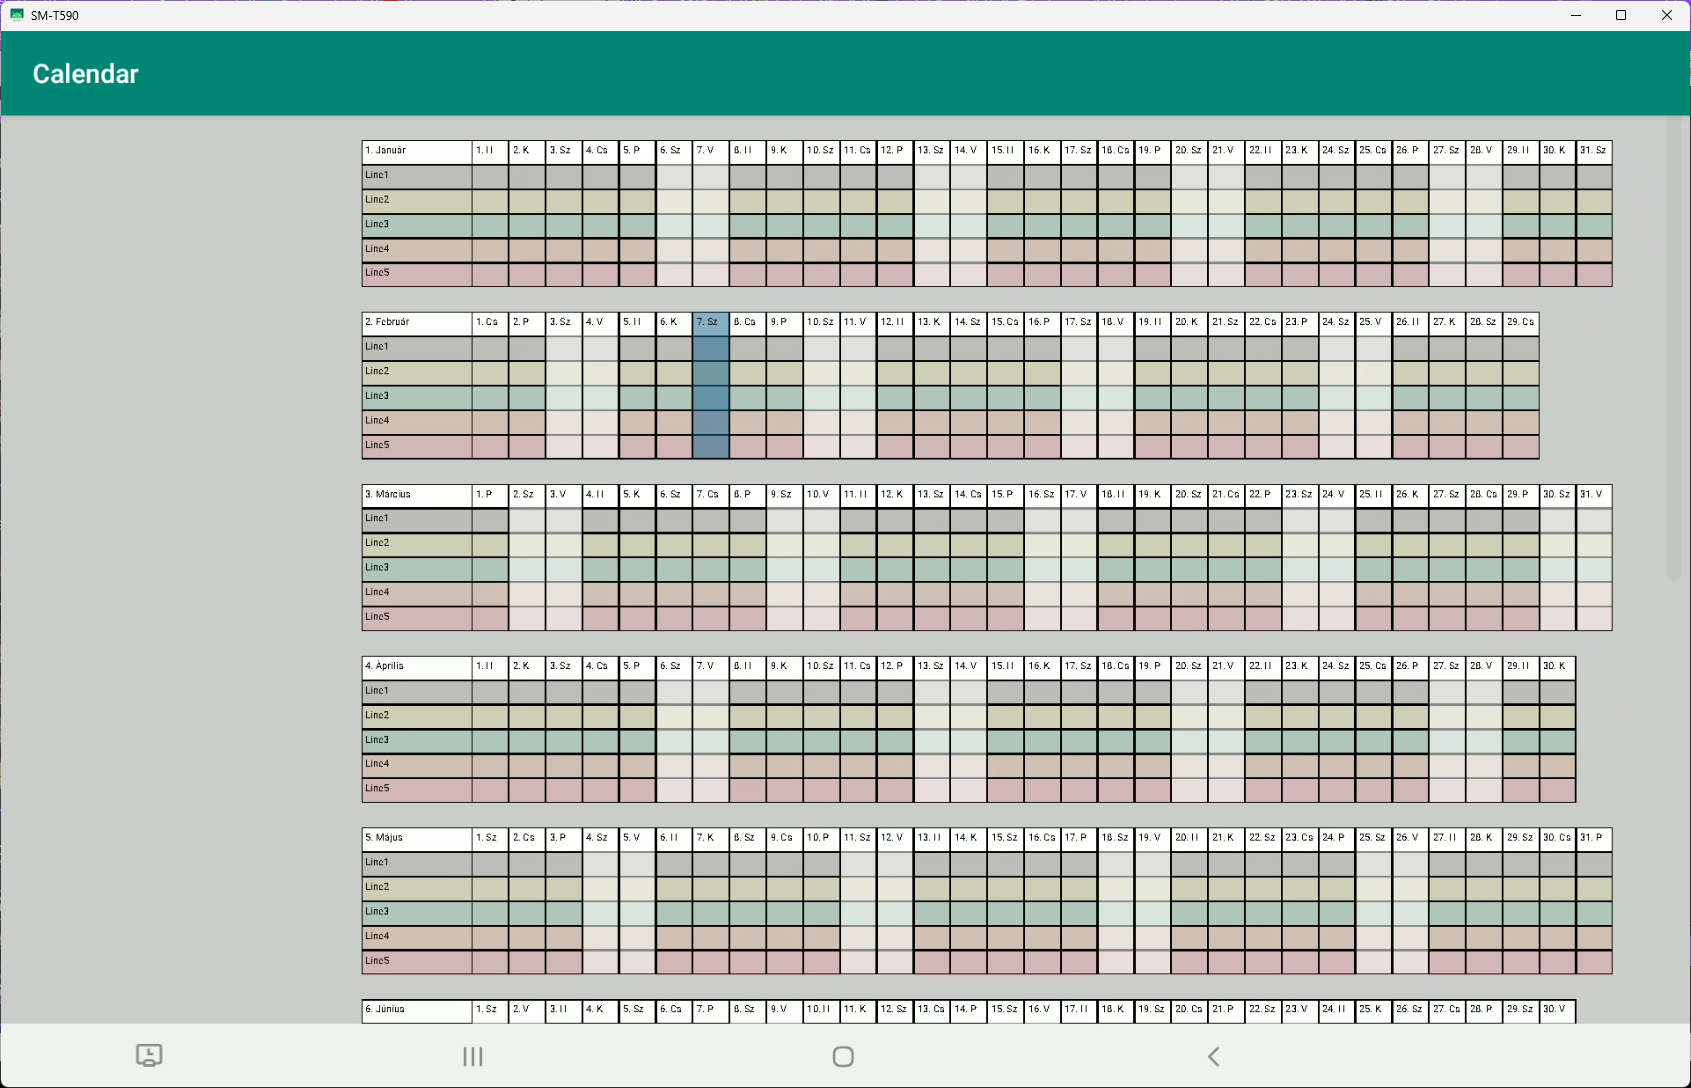 SM-T590
Calendar
1. Január 1. H 2. K 3. Sz 4. Cs 5. P 6. Sz 7. V 8. H 9. K 10. Sz 11. Cs 12. P 13. Sz 14. V 15. H 16. K 17. Sz 18. Cs 19. P 20. Sz 21. V 22. H 23. K 24. Sz 25. Cs 26. P 27. Sz 28. V 29. H 30. K 31. Sz
Line1
Line2
Line3
Line4
Line5
2. Február 1. Cs 2. P 3. Sz 4. V 5. H 6. K 7. Sz 8. Cs 9. P 10. Sz 11. V 12. H 13. K 14. Sz 15. Cs 16. P 17. Sz 18. V 19. H 20. K 21. Sz 22. Cs 23. P 24. Sz 25. V 26. H 27. K 28. Sz 29. Cs
Line1
Line2
Line3
Line4
Line5
3. Március 1. P 2. Sz 3. V 4. H 5. K 6. Sz 7. Cs 8. P 9. Sz 10. V 11. H 12. K 13. Sz 14. Cs 15. P 16. Sz 17. V 18. H 19. K 20. Sz 21. Cs 22. P 23. Sz 24. V 25. H 26. K 27. Sz 28. Cs 29. P 30. Sz 31. V
Line1
Line2
Line3
Line4
Line5
4. Április 1. H 2. K 3. Sz 4. Cs 5. P 6. Sz 7. V 8. H 9. K 10. Sz 11. Cs 12. P 13. Sz 14. V 15. H 16. K 17. Sz 18. Cs 19. P 20. Sz 21. V 22. H 23. K 24. Sz 25. Cs 26. P 27. Sz 28. V 29. H 30. K
Line1
Line2
Line3
Line4
Line5
5. Május 1. Sz 2. Cs 3. P 4. Sz 5. V 6. H 7. K 8. Sz 9. Cs 10. P 11. Sz 12. V 13. H 14. K 15. Sz 16. Cs 17. P 18. Sz 19. V 20. H 21. K 22. Sz 23. Cs 24. P 25. Sz 26. V 27. H 28. K 29. Sz 30. Cs 31. P
Line1
Line2
Line3
Line4
Line5
6. Június 1. Sz 2. V 3. H 4. K 5. Sz 6. Cs 7. P 8. Sz 9. V 10. H 11. K 12. Sz 13. Cs 14. P 15. Sz 16. V 17. H 18. K 19. Sz 20. Cs 21. P 22. Sz 23. V 24. H 25. K 26. Sz 27. Cs 28. P 29. Sz 30. V